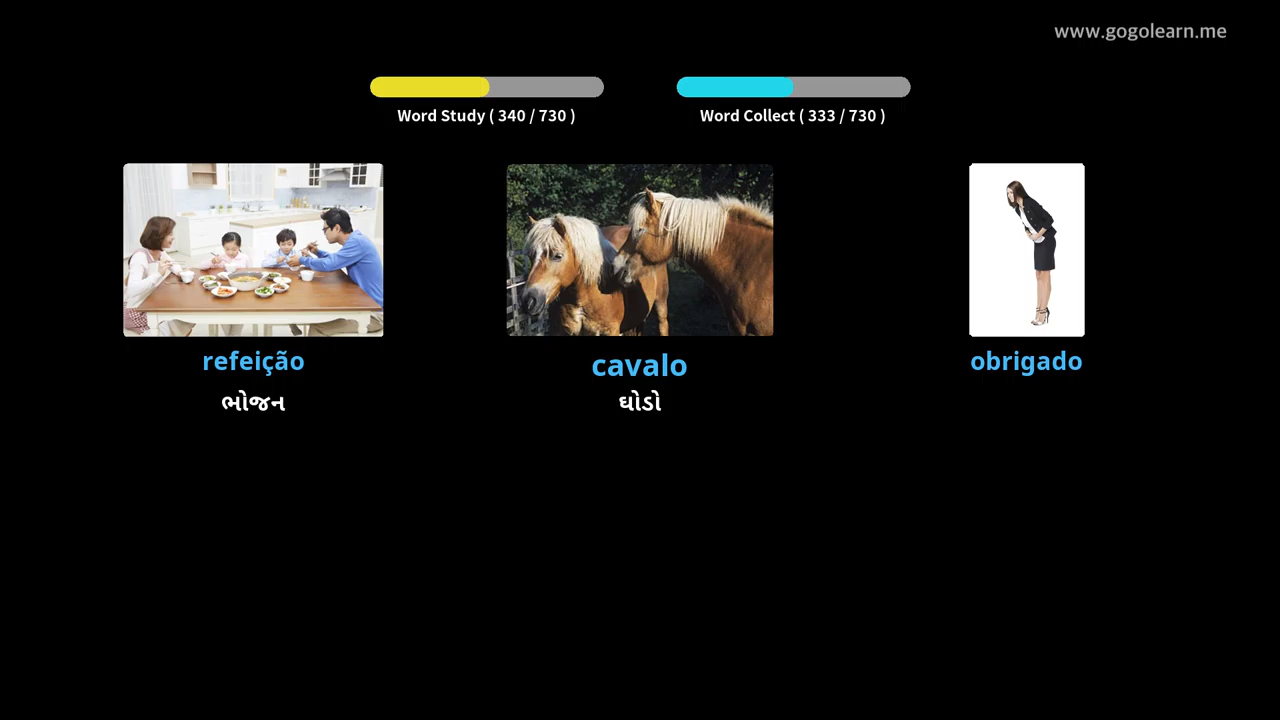 www.gogolearn.me
Word Study ( 340 / 730 )
Word Collect ( 333 / 730 )
refeição
cavalo
obrigado
ભોજન
ઘોડો